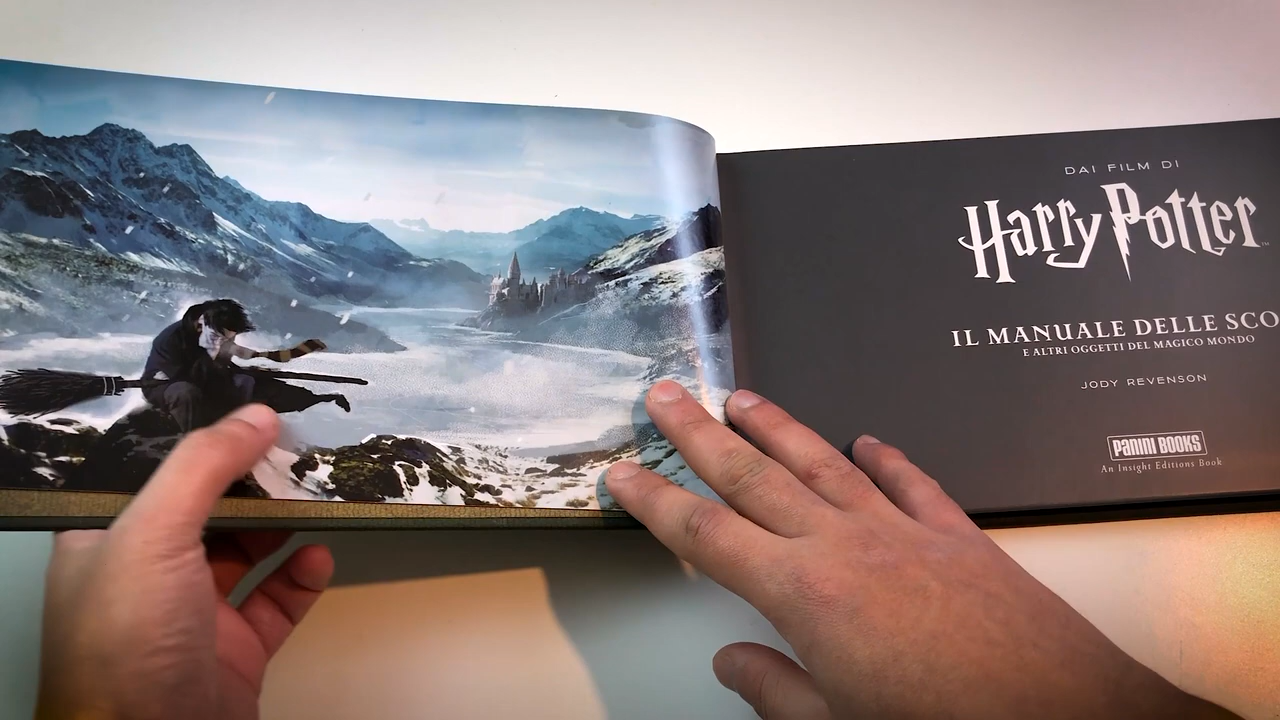 DAI FILM DI
Harry Potter™
IL MANUALE DELLE SCO
E ALTRI OGGETTI DEL MAGICO MONDO
JODY REVENSON
PANINI BOOKS
An Insight Editions Book